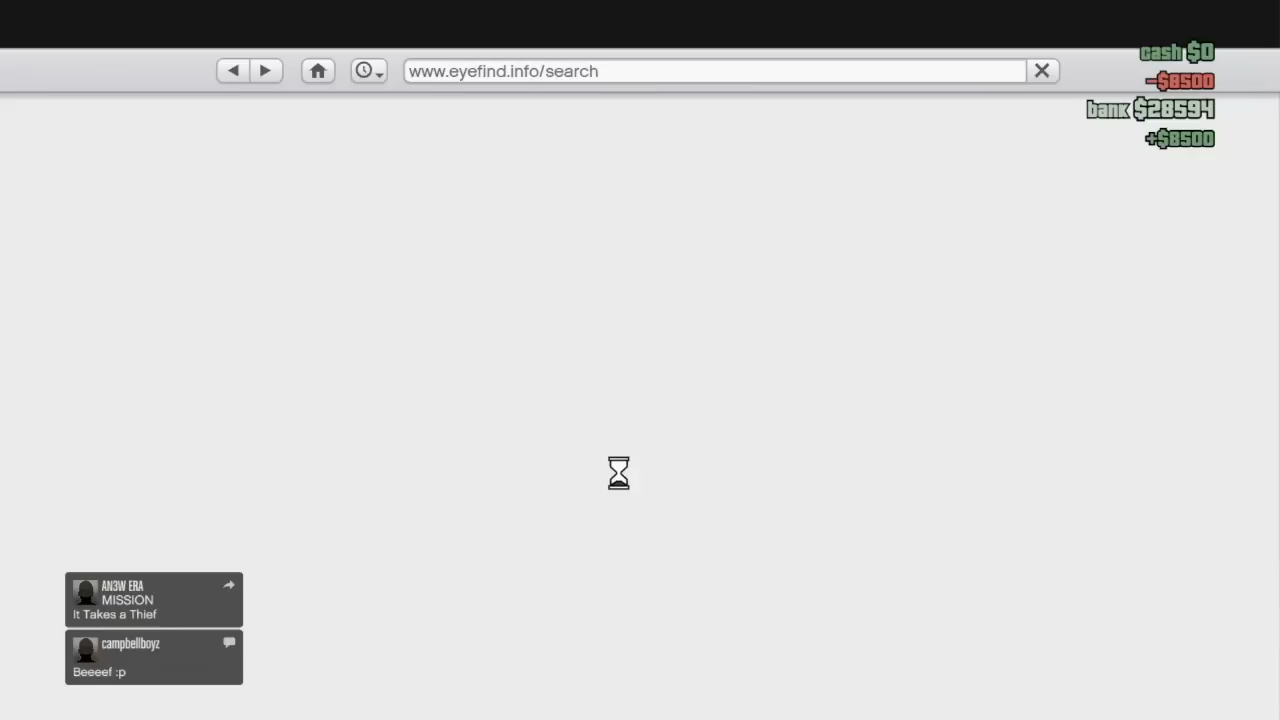 www.eyefind.info/search
cash $0
-$8500
bank $28594
+$8500
AN3W ERA
MISSION
It Takes a Thief
campbellboyz
Beeeef :p